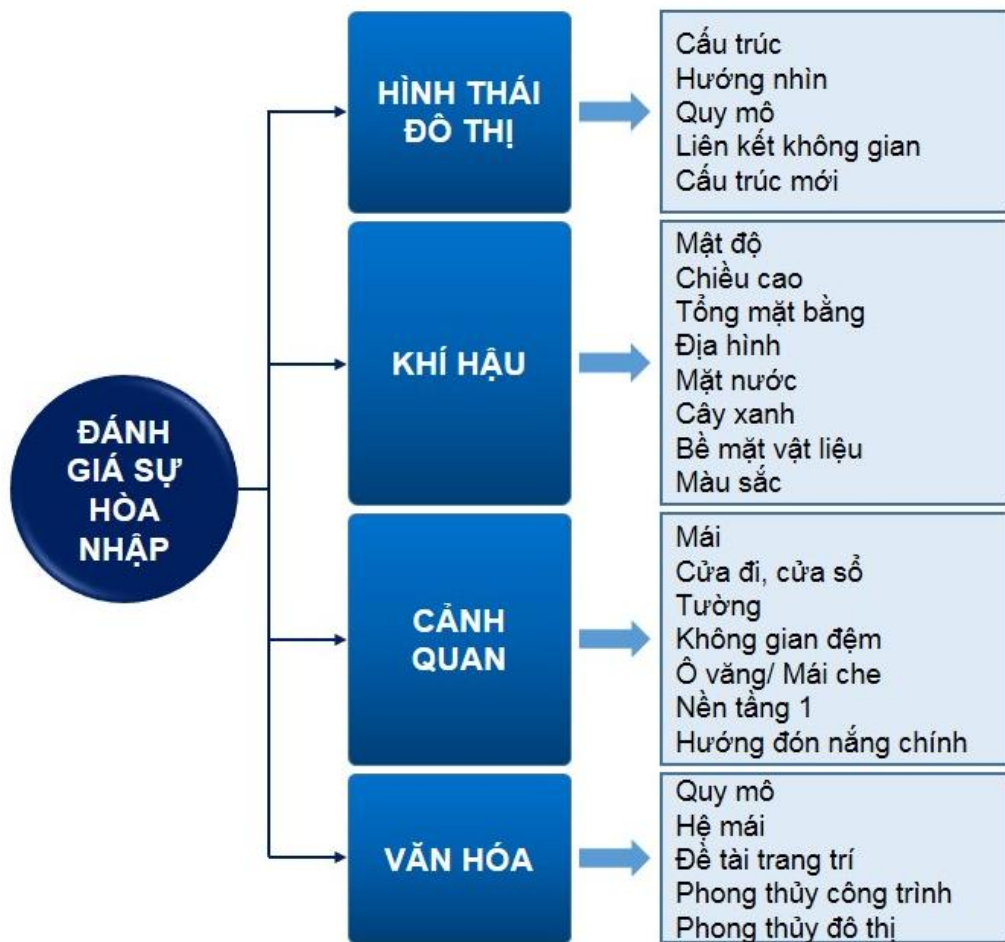 ĐÁNH
GIÁ SỰ
HÒA
NHẬP
HÌNH THÁI
ĐÔ THỊ
Cấu trúc
Hướng nhìn
Quy mô
Liên kết không gian
Cấu trúc mới
KHÍ HẬU
Mật độ
Chiều cao
Tổng mặt bằng
Địa hình
Mặt nước
Cây xanh
Bề mặt vật liệu
Màu sắc
CẢNH
QUAN
Mái
Cửa đi, cửa sổ
Tường
Không gian đệm
Ô văng/ Mái che
Nền tầng 1
Hướng đón nắng chính
VĂN HÓA
Quy mô
Hệ mái
Đề tài trang trí
Phong thủy công trình
Phong thủy đô thị